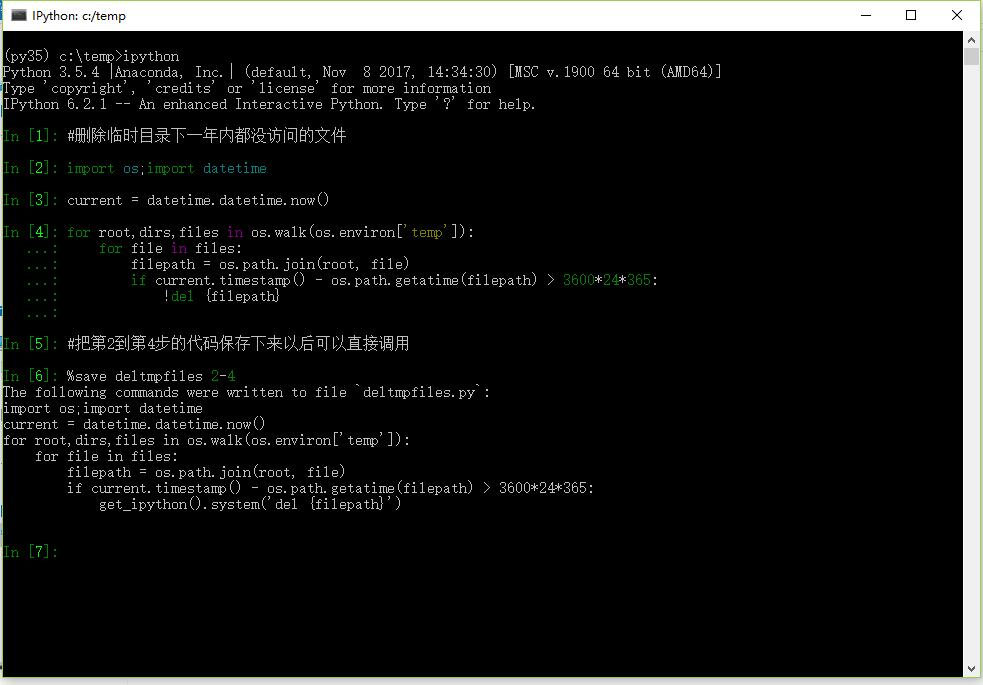 IPython: c:/temp
(py35) c:\temp>ipython
Python 3.5.4 |Anaconda, Inc.| (default, Nov  8 2017, 14:34:30) [MSC v.1900 64 bit (AMD64)]
Type 'copyright', 'credits' or 'license' for more information
IPython 6.2.1 -- An enhanced Interactive Python. Type '?' for help.
In [1]: #删除临时目录下一年内都没访问的文件
In [2]: import os;import datetime
In [3]: current = datetime.datetime.now()
In [4]: for root,dirs,files in os.walk(os.environ['temp']):
   ...:     for file in files:
   ...:         filepath = os.path.join(root, file)
   ...:         if current.timestamp() - os.path.getatime(filepath) > 3600*24*365:
   ...:             !del {filepath}
   ...:
In [5]: #把第2到第4步的代码保存下来以后可以直接调用
In [6]: %save deltmpfiles 2-4
The following commands were written to file `deltmpfiles.py`:
import os;import datetime
current = datetime.datetime.now()
for root,dirs,files in os.walk(os.environ['temp']):
    for file in files:
        filepath = os.path.join(root, file)
        if current.timestamp() - os.path.getatime(filepath) > 3600*24*365:
            get_ipython().system('del {filepath}')
In [7]: